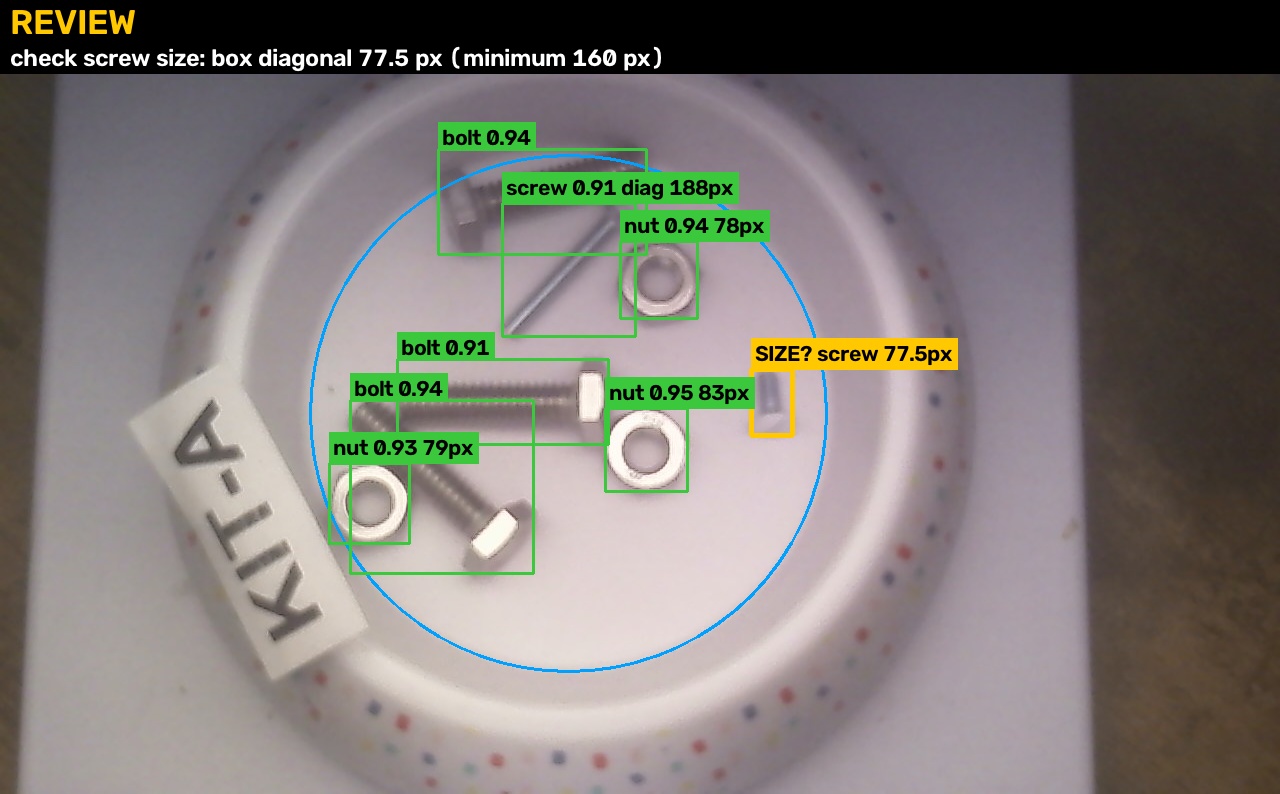 REVIEW
check screw size: box diagonal 77.5 px (minimum 160 px)
bolt 0.94
screw 0.91 diag 188px
nut 0.94 78px
bolt 0.91
SIZE? screw 77.5px
bolt 0.94
nut 0.95 83px
nut 0.93 79px
KIT-A